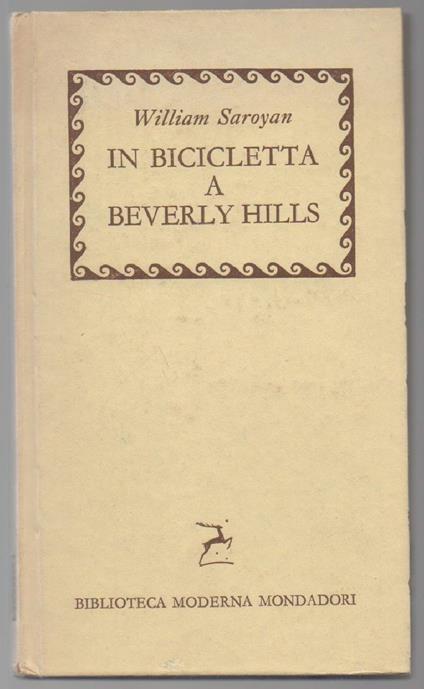 William Saroyan
IN BICICLETTA
A
BEVERLY HILLS
BIBLIOTECA MODERNA MONDADORI